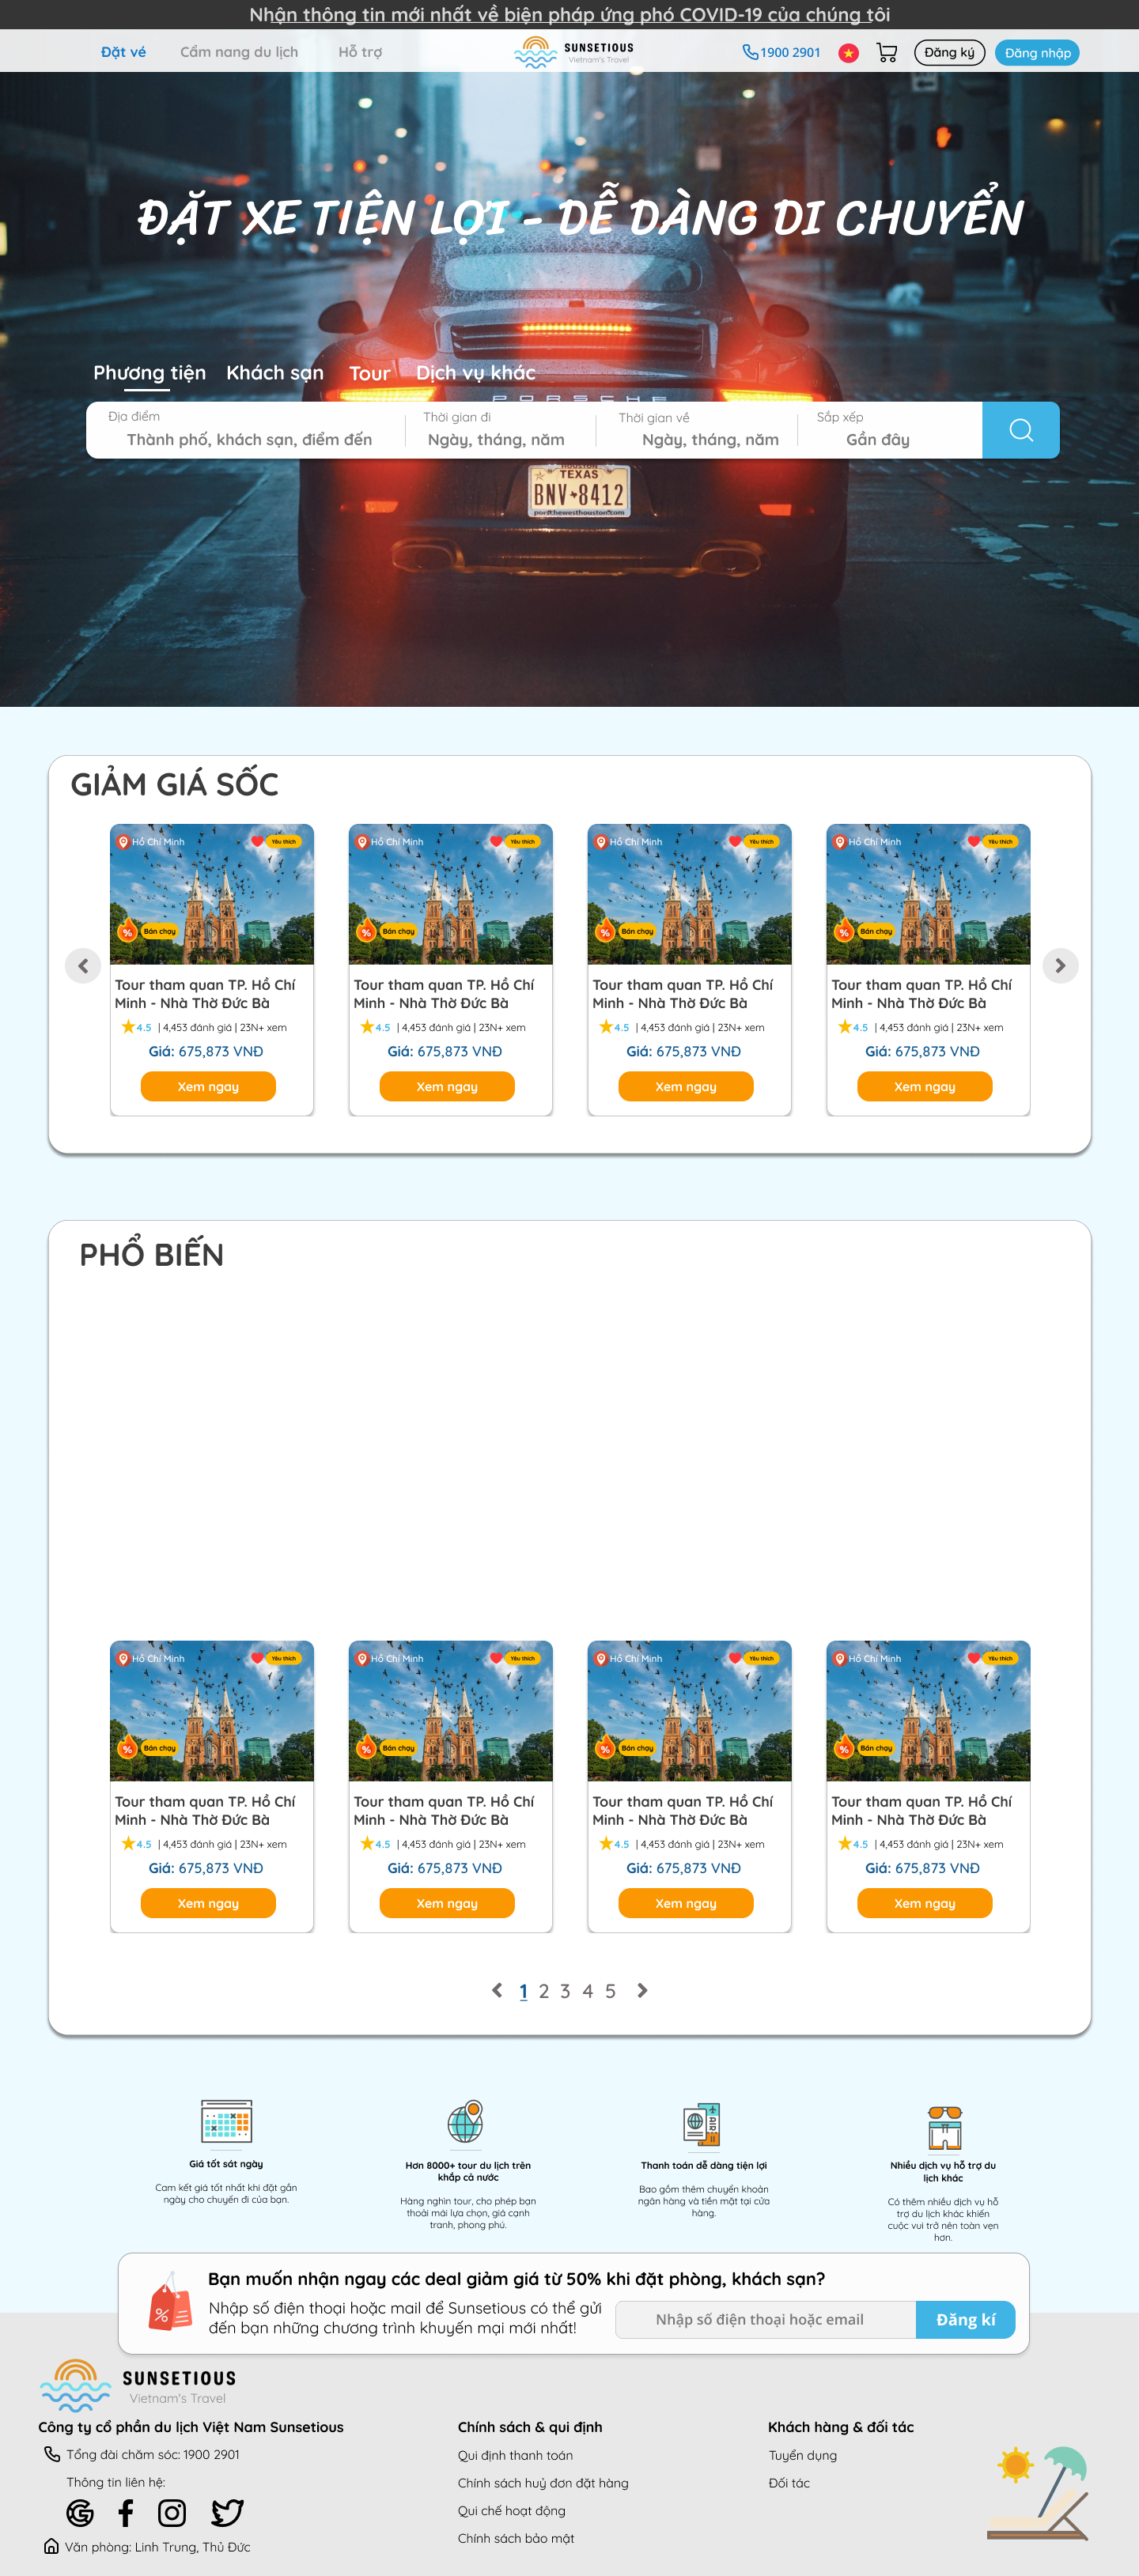 Nhận thông tin mới nhất về biện pháp ứng phó COVID-19 của chúng tôi
Đặt vé
Cẩm nang du lịch
Hỗ trợ
SUNSETIOUS
Vietnam's Travel
1900 2901
Đăng ký
Đăng nhập
ĐẶT XE TIỆN LỢI - DỄ DÀNG DI CHUYỂN
Phương tiện
Khách sạn
Tour
Dịch vụ khác
PORSCHE
Địa điểm
Thành phố, khách sạn, điểm đến
Thời gian đi
Ngày, tháng, năm
Thời gian về
Ngày, tháng, năm
Sắp xếp
Gần đây
HOUSTON
TEXAS
BNV 8412
porschewesthouston.com
GIẢM GIÁ SỐC
Hồ Chí Minh
Yêu thích
Hồ Chí Minh
Yêu thích
Hồ Chí Minh
Yêu thích
Hồ Chí Minh
Yêu thích
% Bán chạy
% Bán chạy
% Bán chạy
% Bán chạy
Tour tham quan TP. Hồ Chí
Minh - Nhà Thờ Đức Bà
4.5 | 4,453 đánh giá | 23N+ xem
Giá: 675,873 VNĐ
Xem ngay
Tour tham quan TP. Hồ Chí
Minh - Nhà Thờ Đức Bà
4.5 | 4,453 đánh giá | 23N+ xem
Giá: 675,873 VNĐ
Xem ngay
Tour tham quan TP. Hồ Chí
Minh - Nhà Thờ Đức Bà
4.5 | 4,453 đánh giá | 23N+ xem
Giá: 675,873 VNĐ
Xem ngay
Tour tham quan TP. Hồ Chí
Minh - Nhà Thờ Đức Bà
4.5 | 4,453 đánh giá | 23N+ xem
Giá: 675,873 VNĐ
Xem ngay
PHỔ BIẾN
Hồ Chí Minh
Yêu thích
Hồ Chí Minh
Yêu thích
Hồ Chí Minh
Yêu thích
Hồ Chí Minh
Yêu thích
% Bán chạy
% Bán chạy
% Bán chạy
% Bán chạy
Tour tham quan TP. Hồ Chí
Minh - Nhà Thờ Đức Bà
4.5 | 4,453 đánh giá | 23N+ xem
Giá: 675,873 VNĐ
Xem ngay
Tour tham quan TP. Hồ Chí
Minh - Nhà Thờ Đức Bà
4.5 | 4,453 đánh giá | 23N+ xem
Giá: 675,873 VNĐ
Xem ngay
Tour tham quan TP. Hồ Chí
Minh - Nhà Thờ Đức Bà
4.5 | 4,453 đánh giá | 23N+ xem
Giá: 675,873 VNĐ
Xem ngay
Tour tham quan TP. Hồ Chí
Minh - Nhà Thờ Đức Bà
4.5 | 4,453 đánh giá | 23N+ xem
Giá: 675,873 VNĐ
Xem ngay
1 2 3 4 5
Giá tốt sát ngày
Cam kết giá tốt nhất khi đặt gần
ngày cho chuyến đi của bạn.
Hơn 8000+ tour du lịch trên
khắp cả nước
Hàng nghìn tour, cho phép bạn
thoải mái lựa chọn, giá cạnh
tranh, phong phú.
AIR
Thanh toán dễ dàng tiện lợi
Bao gồm thêm chuyển khoản
ngân hàng và tiền mặt tại cửa
hàng.
Nhiều dịch vụ hỗ trợ du
lịch khác
Có thêm nhiều dịch vụ hỗ
trợ du lịch khác khiến
cuộc vui trở nên toàn vẹn
hơn.
%
Bạn muốn nhận ngay các deal giảm giá từ 50% khi đặt phòng, khách sạn?
Nhập số điện thoại hoặc mail để Sunsetious có thể gửi
đến bạn những chương trình khuyến mại mới nhất!
Nhập số điện thoại hoặc email
Đăng kí
SUNSETIOUS
Vietnam's Travel
Công ty cổ phần du lịch Việt Nam Sunsetious
Tổng đài chăm sóc: 1900 2901
Thông tin liên hệ:
Văn phòng: Linh Trung, Thủ Đức
Chính sách & qui định
Qui định thanh toán
Chính sách huỷ đơn đặt hàng
Qui chế hoạt động
Chính sách bảo mật
Khách hàng & đối tác
Tuyển dụng
Đối tác